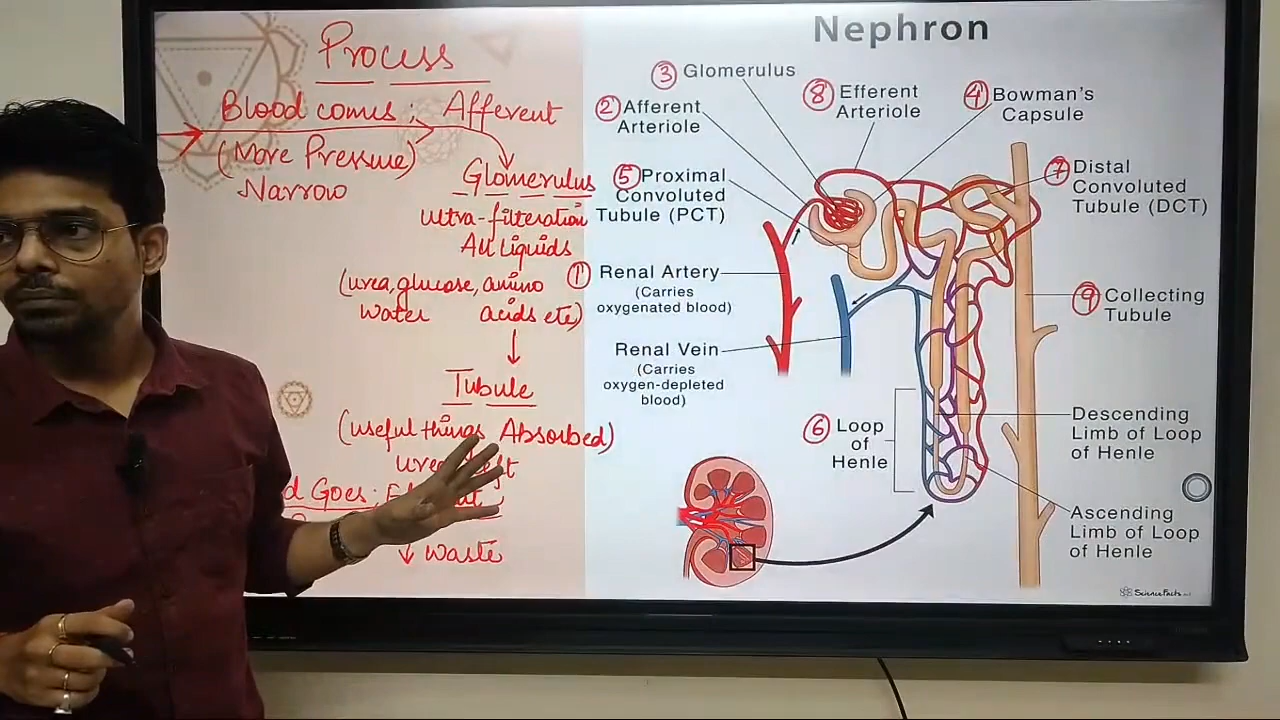 Process
Blood comes ; Afferent
(More Pressure)
Narrow
Glomerulus
Ultra-filteration
All liquids
(urea, glucose, amino
water acids etc)
Tubule
(useful things Absorbed)
left
Goes ;
↓ waste
Nephron
③ Glomerulus
② Afferent
Arteriole
⑧ Efferent
Arteriole
④ Bowman's
Capsule
⑤ Proximal
Convoluted
Tubule (PCT)
⑦ Distal
Convoluted
Tubule (DCT)
① Renal Artery
(Carries
oxygenated blood)
⑨ Collecting
Tubule
Renal Vein
(Carries
oxygen-depleted
blood)
⑥ Loop
of
Henle
Descending
Limb of Loop
of Henle
Ascending
Limb of Loop
of Henle
ScienceFacts.net